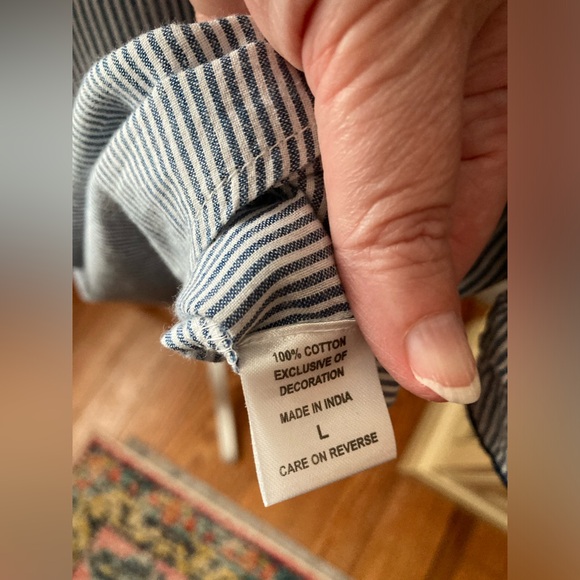 100% COTTON
EXCLUSIVE OF
DECORATION
MADE IN INDIA
L
CARE ON REVERSE